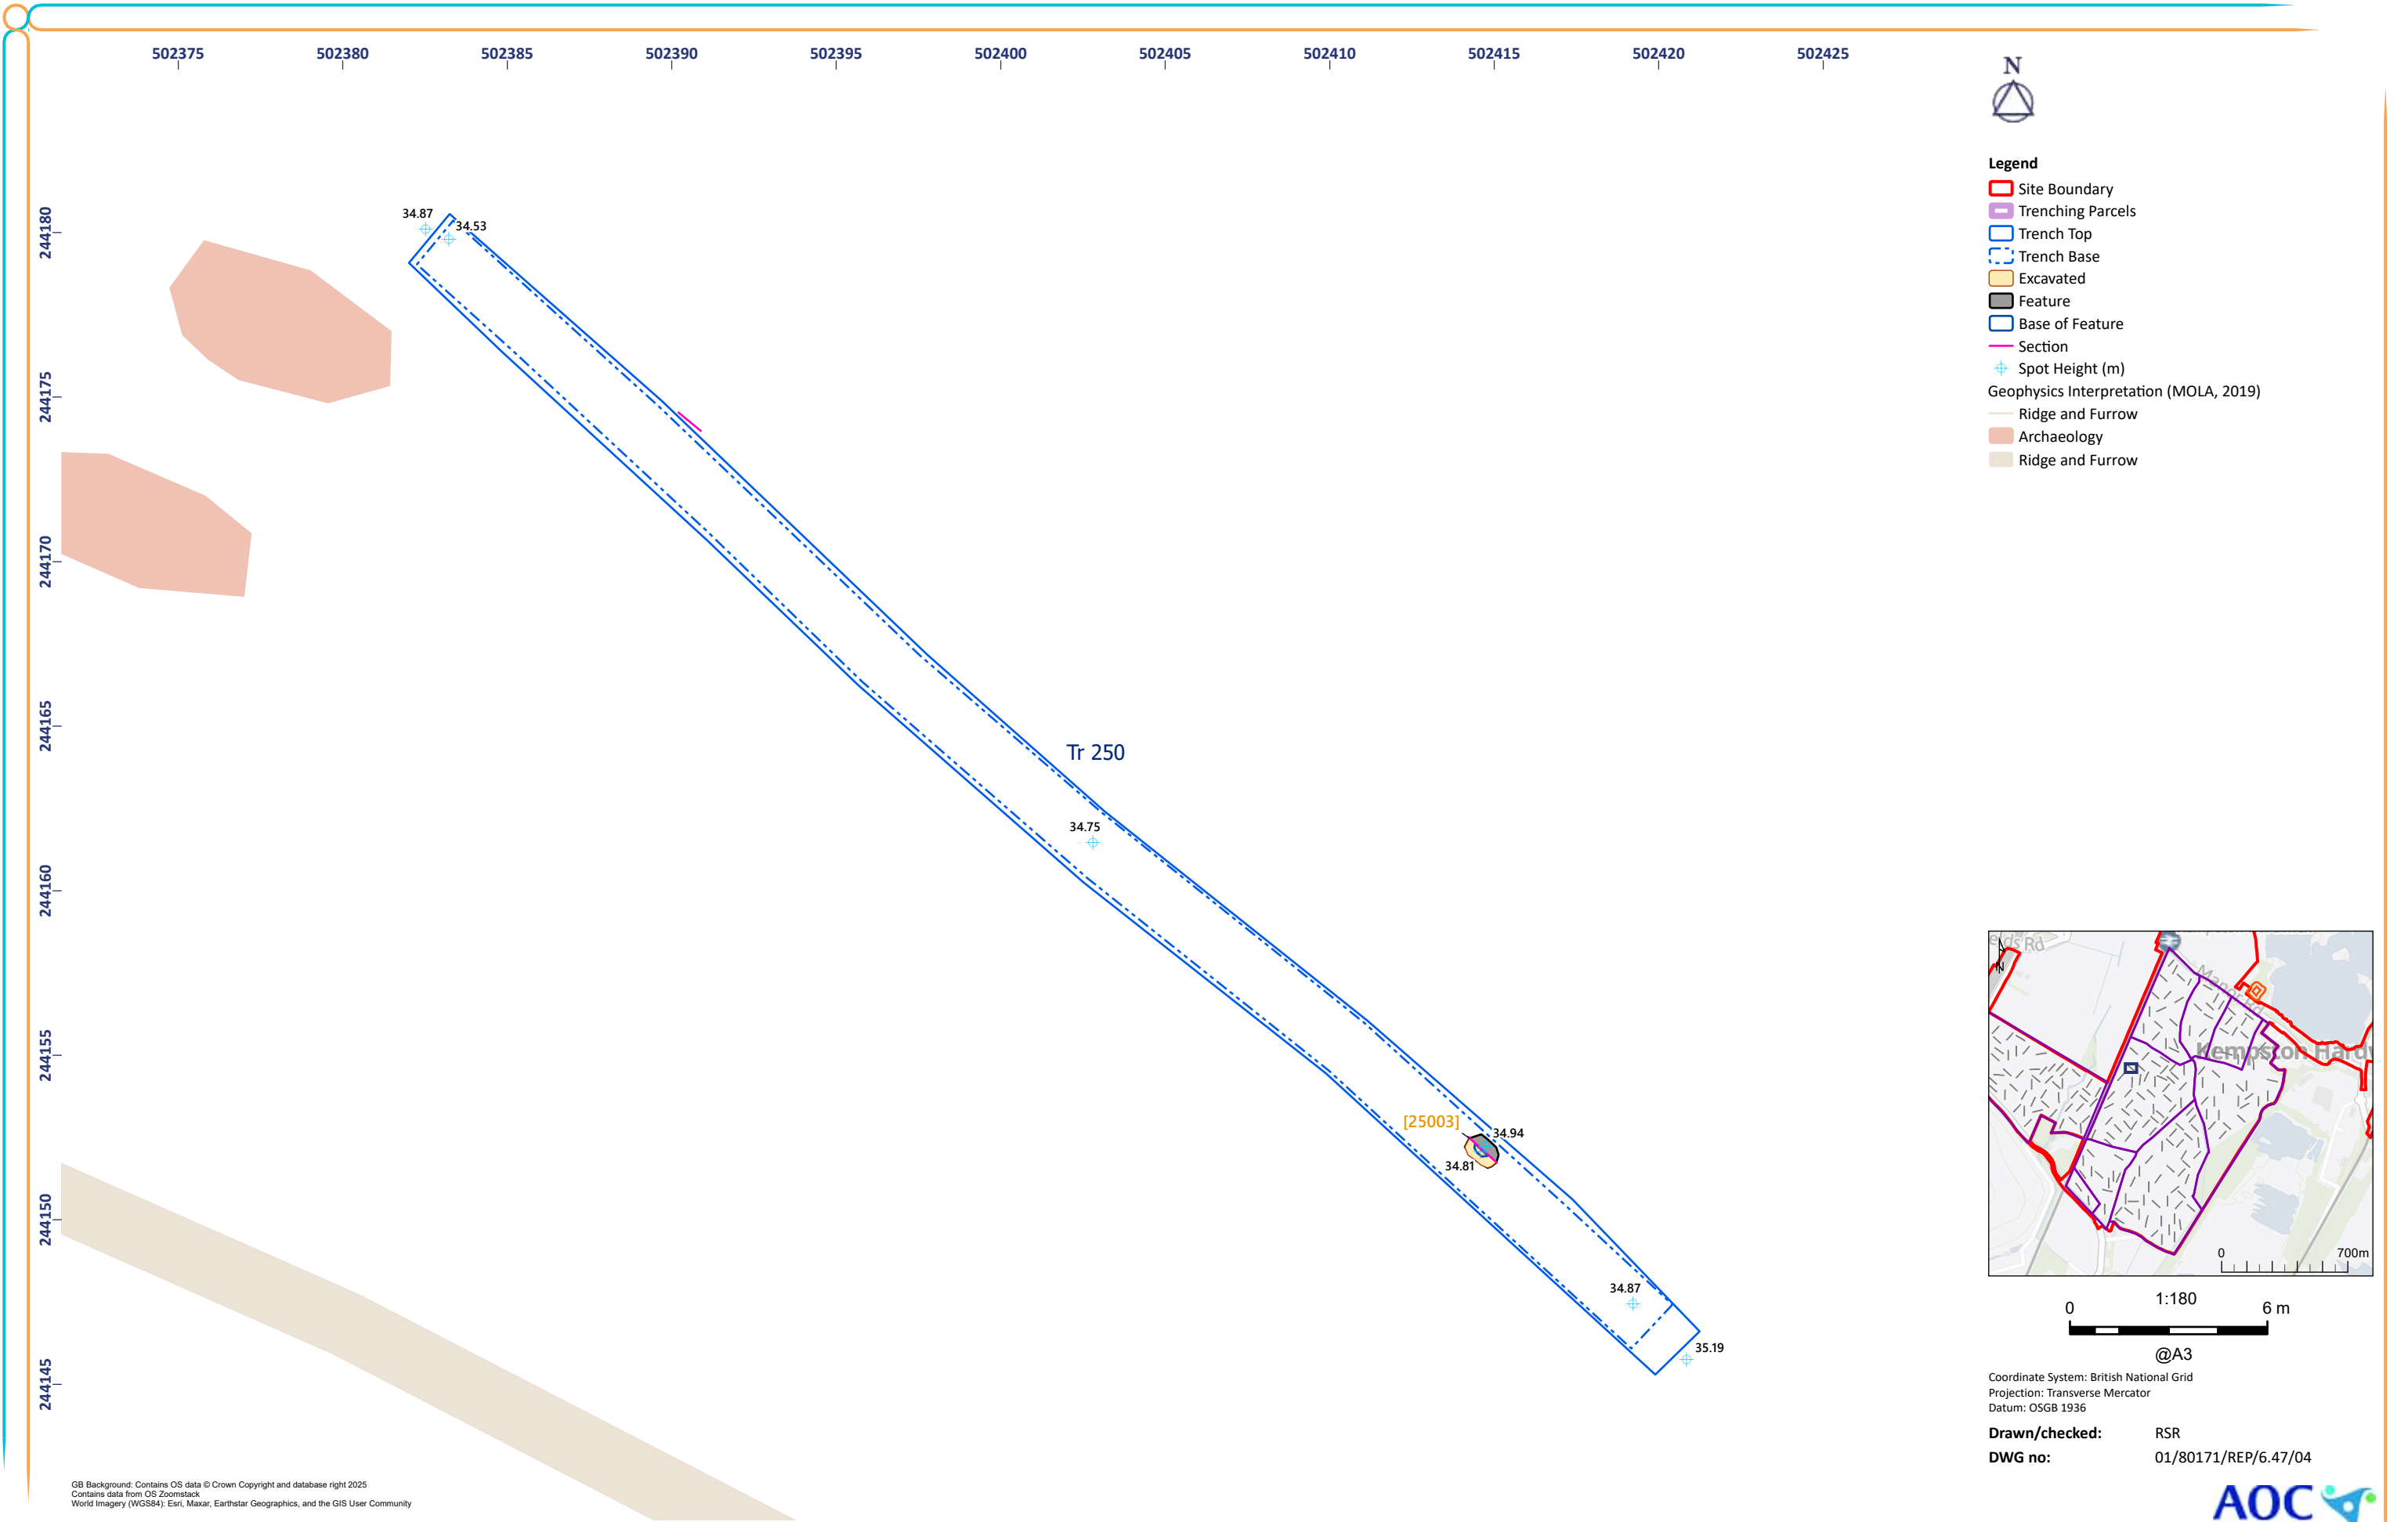 502375 502380 502385 502390 502395 502400 502405 502410 502415 502420 502425
244180
244175
244170
244165
244160
244155
244150
244145
34.87
34.53
Tr 250
34.75
[25003]
34.94
34.81
34.87
35.19
N
Legend
Site Boundary
Trenching Parcels
Trench Top
Trench Base
Excavated
Feature
Base of Feature
Section
Spot Height (m)
Geophysics Interpretation (MOLA, 2019)
Ridge and Furrow
Archaeology
Ridge and Furrow
N
Rd
Kempston Hardw
0 700m
1:180
0 6 m
@A3
Coordinate System: British National Grid
Projection: Transverse Mercator
Datum: OSGB 1936
Drawn/checked: RSR
DWG no: 01/80171/REP/6.47/04
AOC
GB Background: Contains OS data © Crown Copyright and database right 2025
Contains data from OS Zoomstack
World Imagery (WGS84): Esri, Maxar, Earthstar Geographics, and the GIS User Community